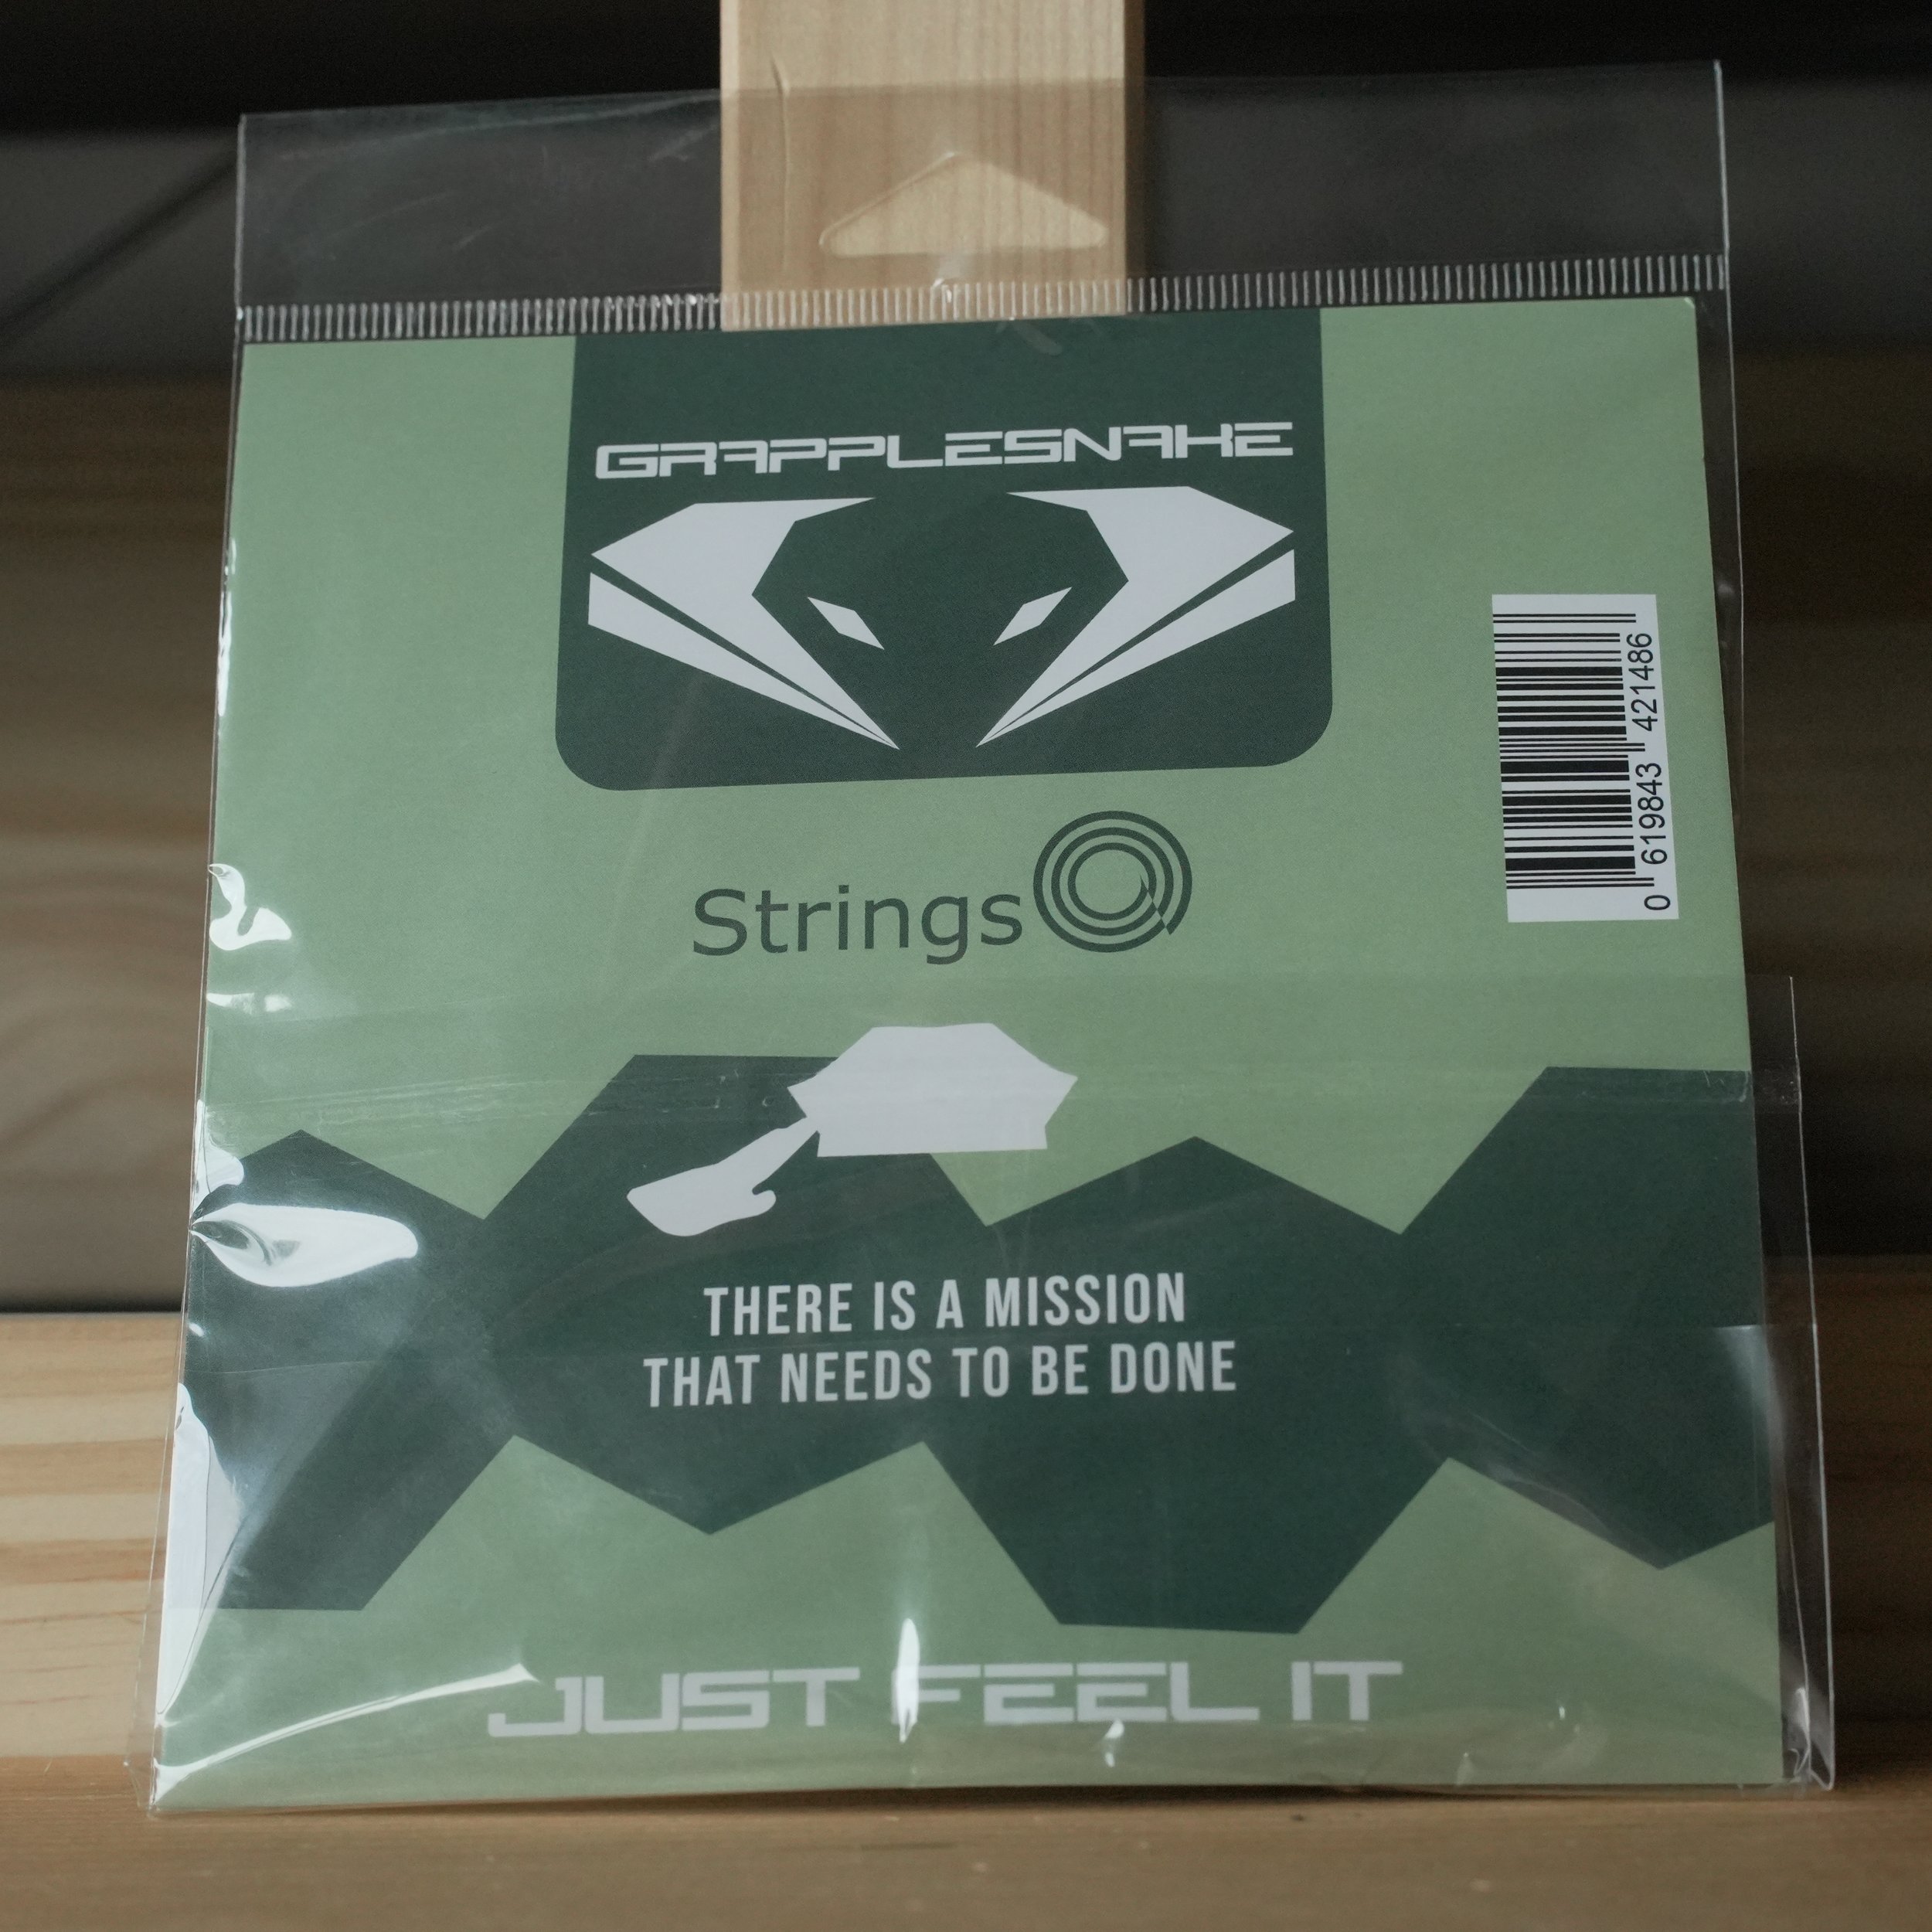 GRAPPLESNAKE
Strings
0 619843 421486
THERE IS A MISSION
THAT NEEDS TO BE DONE
JUST FEEL IT